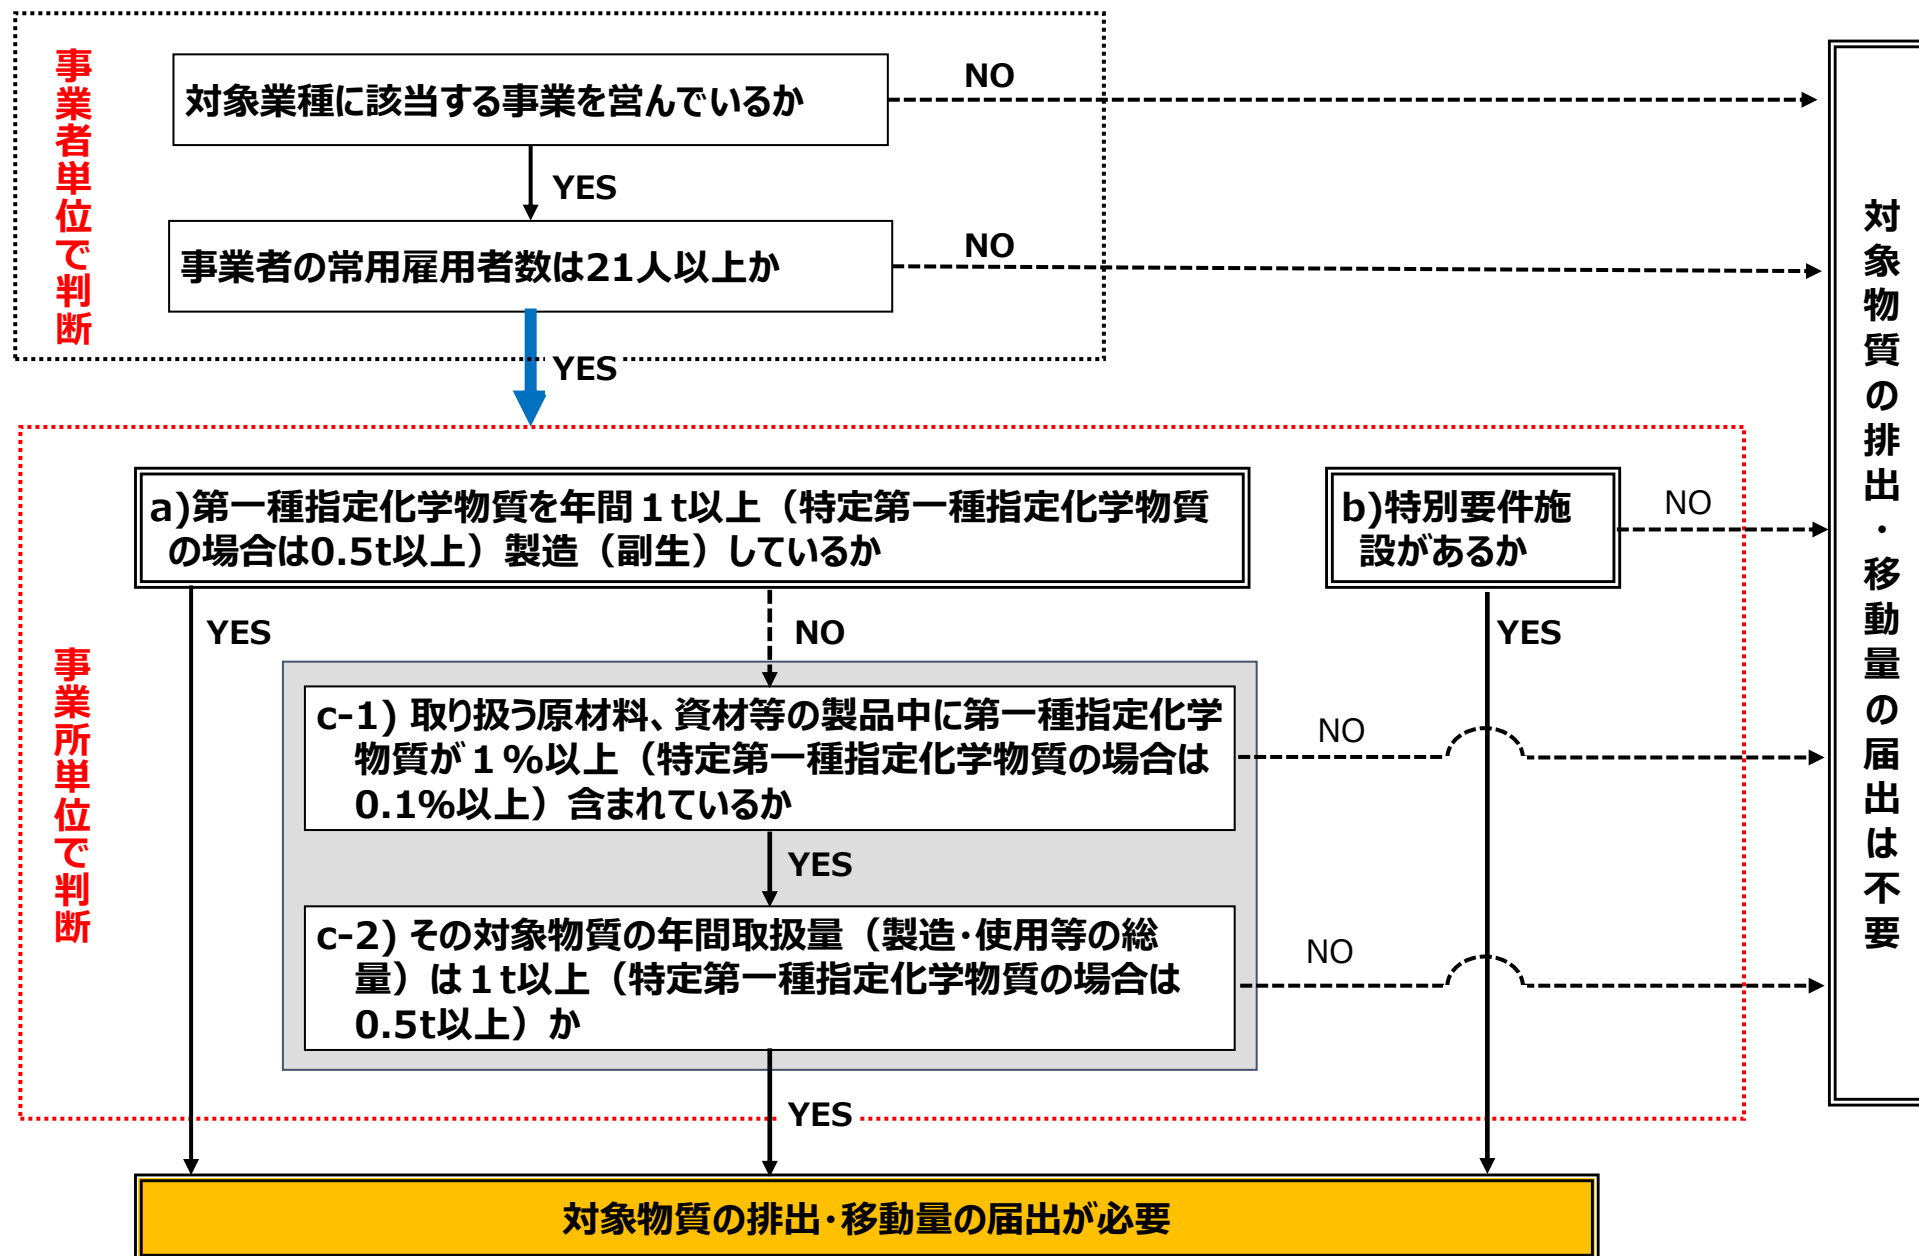 事業者単位で判断
対象業種に該当する事業を営んでいるか
NO
YES
事業者の常用雇用者数は21人以上か
NO
YES
対象物質の排出・移動量の届出は不要
事業所単位で判断
a)第一種指定化学物質を年間１t以上（特定第一種指定化学物質
の場合は0.5t以上）製造（副生）しているか
b)特別要件施
設があるか
NO
YES
NO
YES
c-1) 取り扱う原材料、資材等の製品中に第一種指定化学
物質が１%以上（特定第一種指定化学物質の場合は
0.1%以上）含まれているか
NO
YES
c-2) その対象物質の年間取扱量（製造・使用等の総
量）は１t以上（特定第一種指定化学物質の場合は
0.5t以上）か
NO
YES
対象物質の排出・移動量の届出が必要